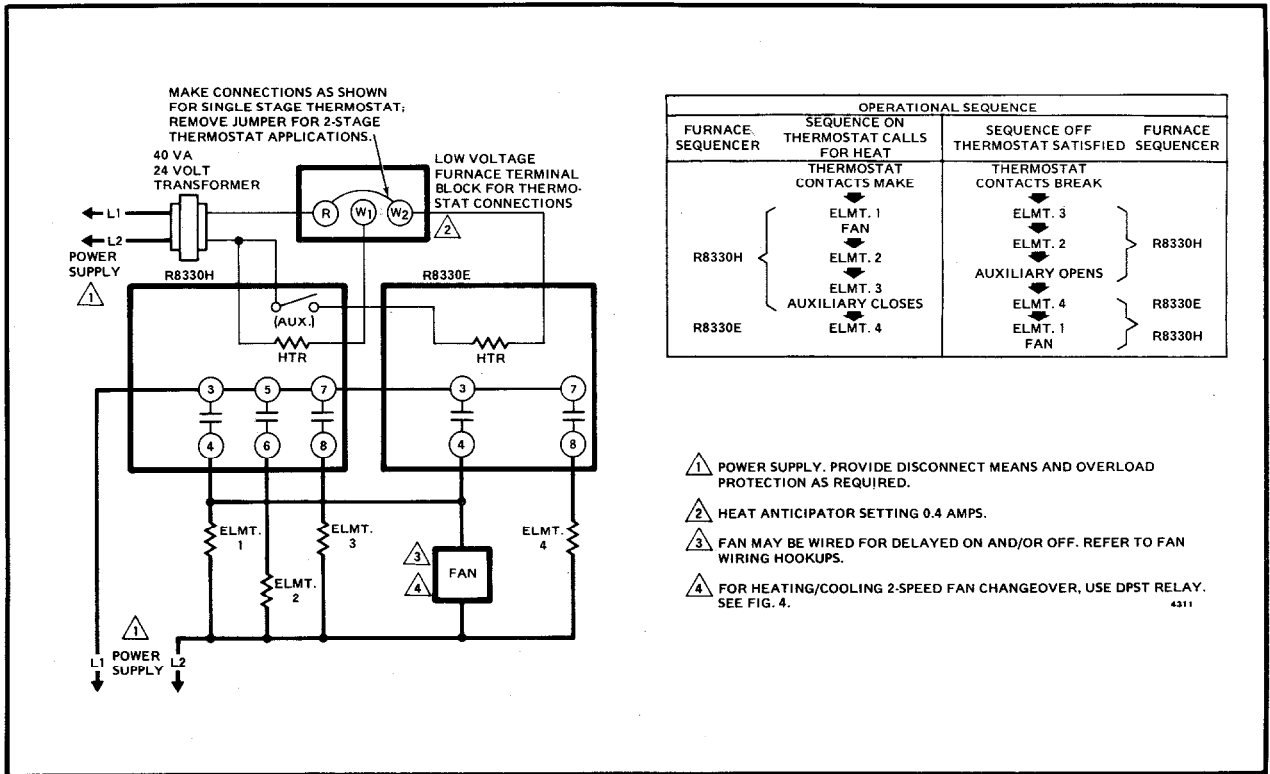 MAKE CONNECTIONS AS SHOWN
FOR SINGLE STAGE THERMOSTAT;
REMOVE JUMPER FOR 2-STAGE
THERMOSTAT APPLICATIONS.
40 VA
24 VOLT
TRANSFORMER
LOW VOLTAGE
FURNACE TERMINAL
BLOCK FOR THERMO-
STAT CONNECTIONS
R W1 W2
2
L1
L2
POWER
SUPPLY
1
R8330H
R8330E
(AUX.)
HTR
HTR
3 5 7 3 7
4 6 8 4 8
ELMT.
1
ELMT.
2
ELMT.
3
3
4
FAN
ELMT.
4
1
L1 POWER SUPPLY L2
OPERATIONAL SEQUENCE
FURNACE
SEQUENCER
SEQUENCE ON
THERMOSTAT CALLS
FOR HEAT
SEQUENCE OFF
THERMOSTAT SATISFIED
FURNACE
SEQUENCER
THERMOSTAT
CONTACTS MAKE
R8330H
ELMT. 1
FAN
ELMT. 2
ELMT. 3
AUXILIARY CLOSES
R8330E
ELMT. 4
THERMOSTAT
CONTACTS BREAK
ELMT. 3
ELMT. 2
R8330H
AUXILIARY OPENS
ELMT. 4
R8330E
ELMT. 1
FAN
R8330H
1 POWER SUPPLY. PROVIDE DISCONNECT MEANS AND OVERLOAD
PROTECTION AS REQUIRED.
2 HEAT ANTICIPATOR SETTING 0.4 AMPS.
3 FAN MAY BE WIRED FOR DELAYED ON AND/OR OFF. REFER TO FAN
WIRING HOOKUPS.
4 FOR HEATING/COOLING 2-SPEED FAN CHANGEOVER, USE DPST RELAY.
SEE FIG. 4.
4311